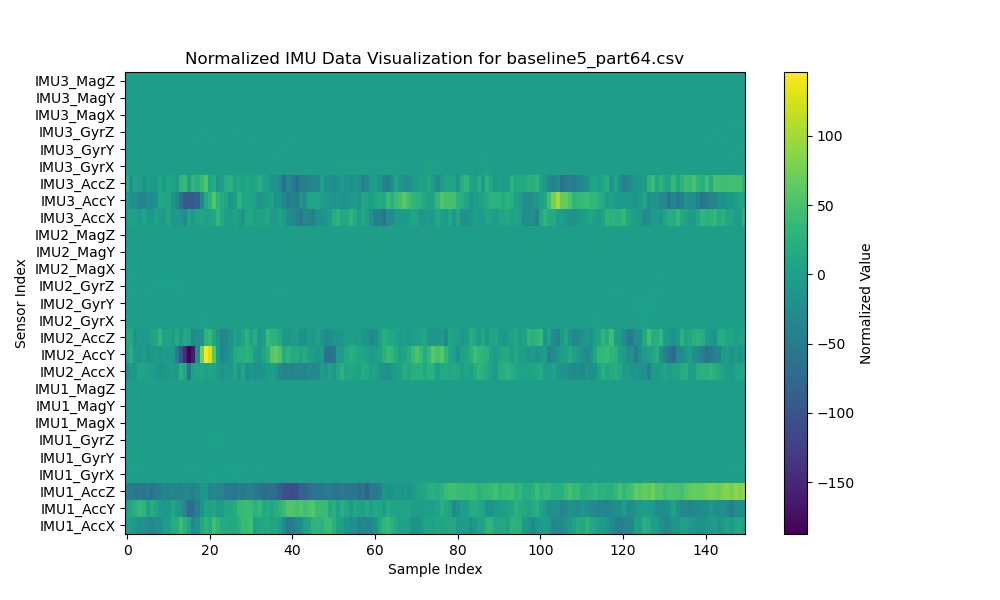 Normalized IMU Data Visualization for baseline5_part64.csv
IMU3_MagZ
IMU3_MagY
IMU3_MagX
IMU3_GyrZ
IMU3_GyrY
IMU3_GyrX
IMU3_AccZ
IMU3_AccY
IMU3_AccX
IMU2_MagZ
IMU2_MagY
IMU2_MagX
IMU2_GyrZ
IMU2_GyrY
IMU2_GyrX
IMU2_AccZ
IMU2_AccY
IMU2_AccX
IMU1_MagZ
IMU1_MagY
IMU1_MagX
IMU1_GyrZ
IMU1_GyrY
IMU1_GyrX
IMU1_AccZ
IMU1_AccY
IMU1_AccX
Sensor Index
0 20 40 60 80 100 120 140
Sample Index
100
50
0
−50
−100
−150
Normalized Value